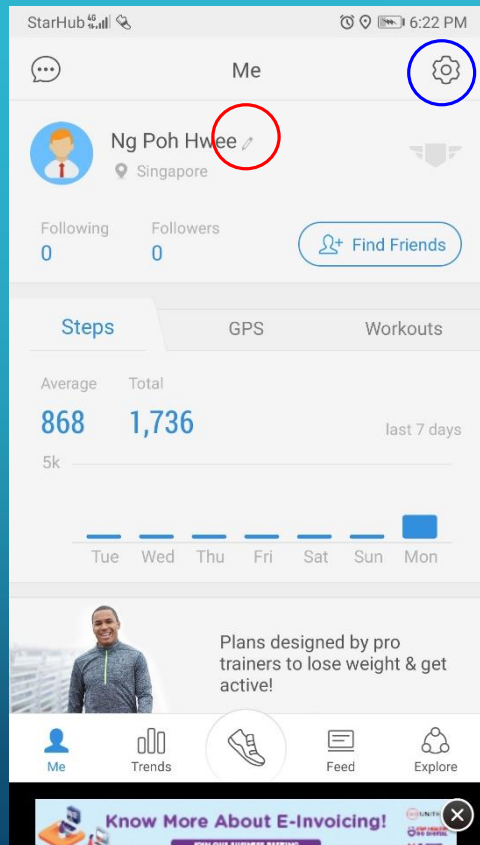 StarHub 4G 6:22 PM
Me
Ng Poh Hwee
Singapore
Following Followers
0 0
Find Friends
Steps GPS Workouts
Average Total
868 1,736 last 7 days
5k
Tue Wed Thu Fri Sat Sun Mon
Plans designed by pro
trainers to lose weight & get
active!
Me Trends Feed Explore
Know More About E-Invoicing!